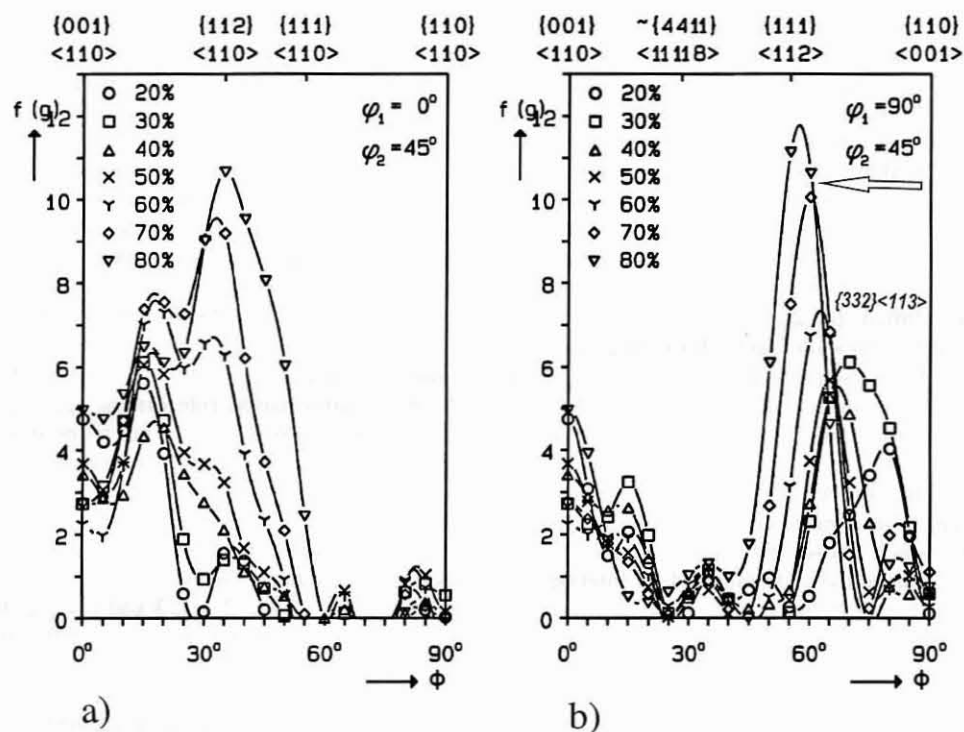 {001} {112} {111} {110}
<110> <110> <110> <110>
f (g)
12
10
8
6
4
2
0
○ 20%
□ 30%
△ 40%
× 50%
Y 60%
◇ 70%
▽ 80%
φ₁ = 0°
φ₂ = 45°
0° 30° 60° 90°
Φ
a)
{001} ~{4411} {111} {110}
<110> <11118> <112> <001>
f (g)
12
10
8
6
4
2
0
○ 20%
□ 30%
△ 40%
× 50%
Y 60%
◇ 70%
▽ 80%
φ₁ = 90°
φ₂ = 45°
{332}<113>
0° 30° 60° 90°
Φ
b)